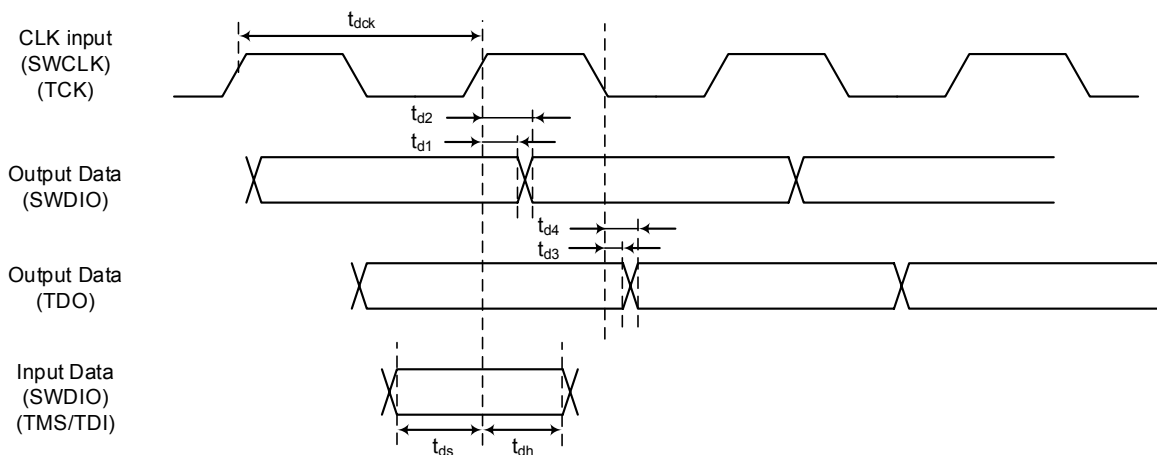 t_dck
CLK input
(SWCLK)
(TCK)
t_d2
t_d1
Output Data
(SWDIO)
t_d4
t_d3
Output Data
(TDO)
Input Data
(SWDIO)
(TMS/TDI)
t_ds
t_dh